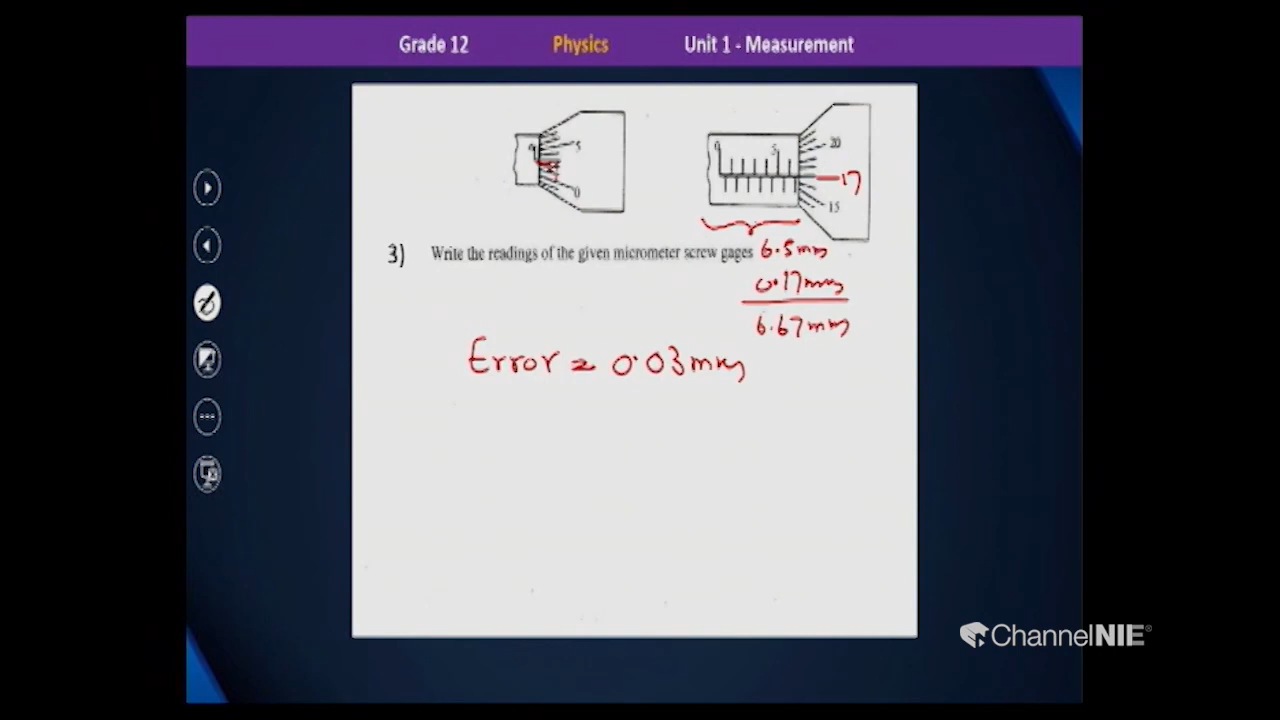 Grade 12 Physics Unit 1 - Measurement
0 5 0
0 5 20 17 15
3) Write the readings of the given micrometer screw gages 6.5mm
0.17mm
6.67mm
Error = 0.03mm
ChannelNIE®